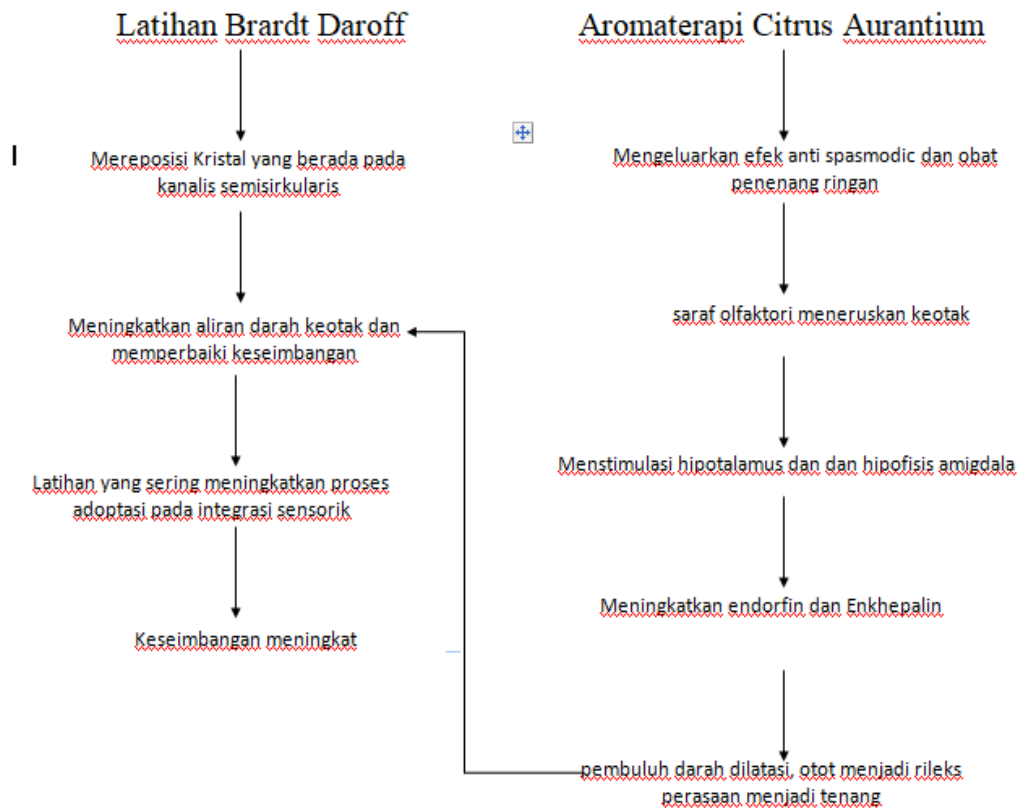 Latihan Brardt Daroff
Mereposisi Kristal yang berada pada
kanalis semisirkularis
Meningkatkan aliran darah keotak dan
memperbaiki keseimbangan
Latihan yang sering meningkatkan proses
adoptasi pada integrasi sensorik
Keseimbangan meningkat
Aromaterapi Citrus Aurantium
Mengeluarkan efek anti spasmodic dan obat
penenang ringan
saraf olfaktori meneruskan keotak
Menstimulasi hipotalamus dan dan hipofisis amigdala
Meningkatkan endorfin dan Enkhepalin
pembuluh darah dilatasi, otot menjadi rileks
perasaan menjadi tenang